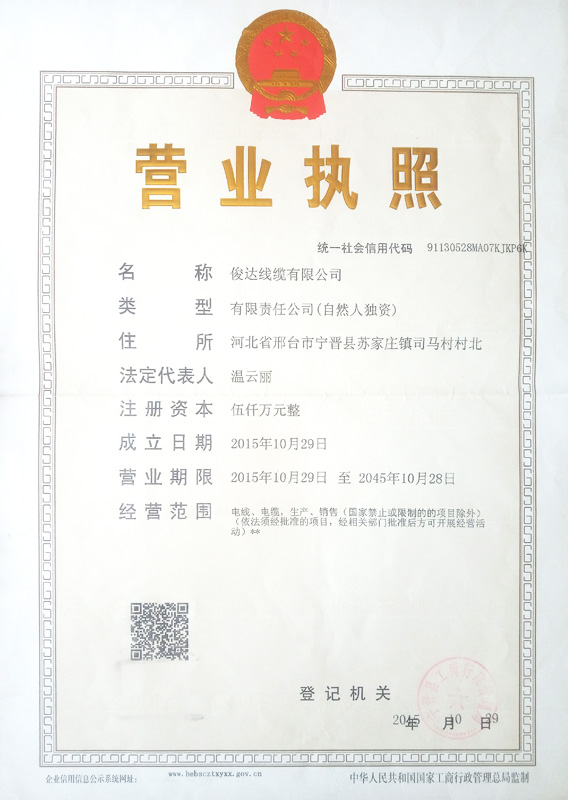 营业执照
统一社会信用代码 91130528MA07KJKP6K
名称 俊达线缆有限公司
类型 有限责任公司(自然人独资)
住所 河北省邢台市宁晋县苏家庄镇司马村村北
法定代表人 温云丽
注册资本 伍仟万元整
成立日期 2015年10月29日
营业期限 2015年10月29日 至 2045年10月28日
经营范围 电线、电缆，生产、销售（国家禁止或限制的的项目除外）
（依法须经批准的项目，经相关部门批准后方可开展经营活
动）**
登记机关
2015年 10月 29日
企业信用信息公示系统网址： www.hebscztxyxx.gov.cn 中华人民共和国国家工商行政管理总局监制